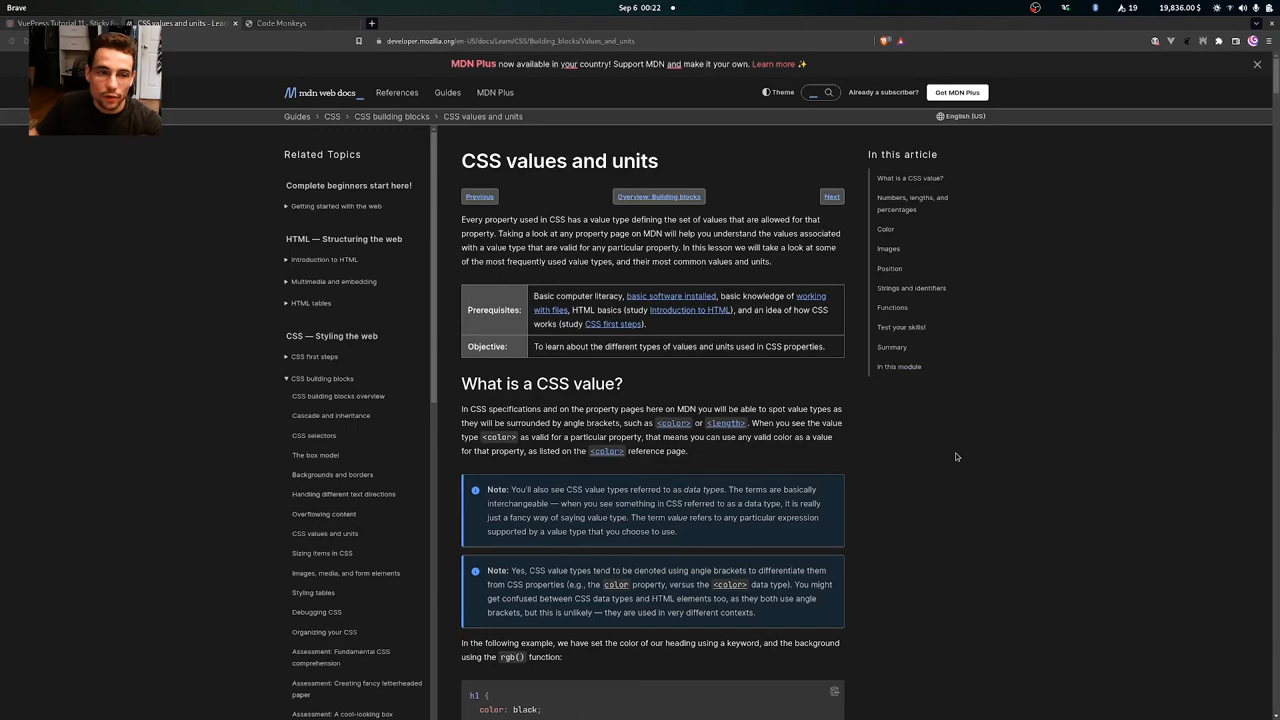 Brave
Sep 6 00:22
19
19,836.00 $
VuePress Tutorial 11 - Sticky
CSS values and units - Lear
Code Monkeys
developer.mozilla.org/en-US/docs/Learn/CSS/Building_blocks/Values_and_units
MDN Plus now available in your country! Support MDN and make it your own. Learn more ✨
mdn web docs_
References
Guides
MDN Plus
Theme
Already a subscriber?
Get MDN Plus
Guides > CSS > CSS building blocks > CSS values and units
English (US)
Related Topics
Complete beginners start here!
Getting started with the web
HTML — Structuring the web
Introduction to HTML
Multimedia and embedding
HTML tables
CSS — Styling the web
CSS first steps
CSS building blocks
CSS building blocks overview
Cascade and inheritance
CSS selectors
The box model
Backgrounds and borders
Handling different text directions
Overflowing content
CSS values and units
Sizing items in CSS
Images, media, and form elements
Styling tables
Debugging CSS
Organizing your CSS
Assessment: Fundamental CSS
comprehension
Assessment: Creating fancy letterheaded
paper
Assessment: A cool-looking box
CSS values and units
Previous
Overview: Building blocks
Next
Every property used in CSS has a value type defining the set of values that are allowed for that
property. Taking a look at any property page on MDN will help you understand the values associated
with a value type that are valid for any particular property. In this lesson we will take a look at some
of the most frequently used value types, and their most common values and units.
Prerequisites:
Basic computer literacy, basic software installed, basic knowledge of working
with files, HTML basics (study Introduction to HTML), and an idea of how CSS
works (study CSS first steps).
Objective:
To learn about the different types of values and units used in CSS properties.
What is a CSS value?
In CSS specifications and on the property pages here on MDN you will be able to spot value types as
they will be surrounded by angle brackets, such as <color> or <length>. When you see the value
type <color> as valid for a particular property, that means you can use any valid color as a value
for that property, as listed on the <color> reference page.
Note: You'll also see CSS value types referred to as data types. The terms are basically
interchangeable — when you see something in CSS referred to as a data type, it is really
just a fancy way of saying value type. The term value refers to any particular expression
supported by a value type that you choose to use.
Note: Yes, CSS value types tend to be denoted using angle brackets to differentiate them
from CSS properties (e.g., the color property, versus the <color> data type). You might
get confused between CSS data types and HTML elements too, as they both use angle
brackets, but this is unlikely — they are used in very different contexts.
In the following example, we have set the color of our heading using a keyword, and the background
using the rgb() function:
h1 {
color: black;
In this article
What is a CSS value?
Numbers, lengths, and
percentages
Color
Images
Position
Strings and identifiers
Functions
Test your skills!
Summary
In this module